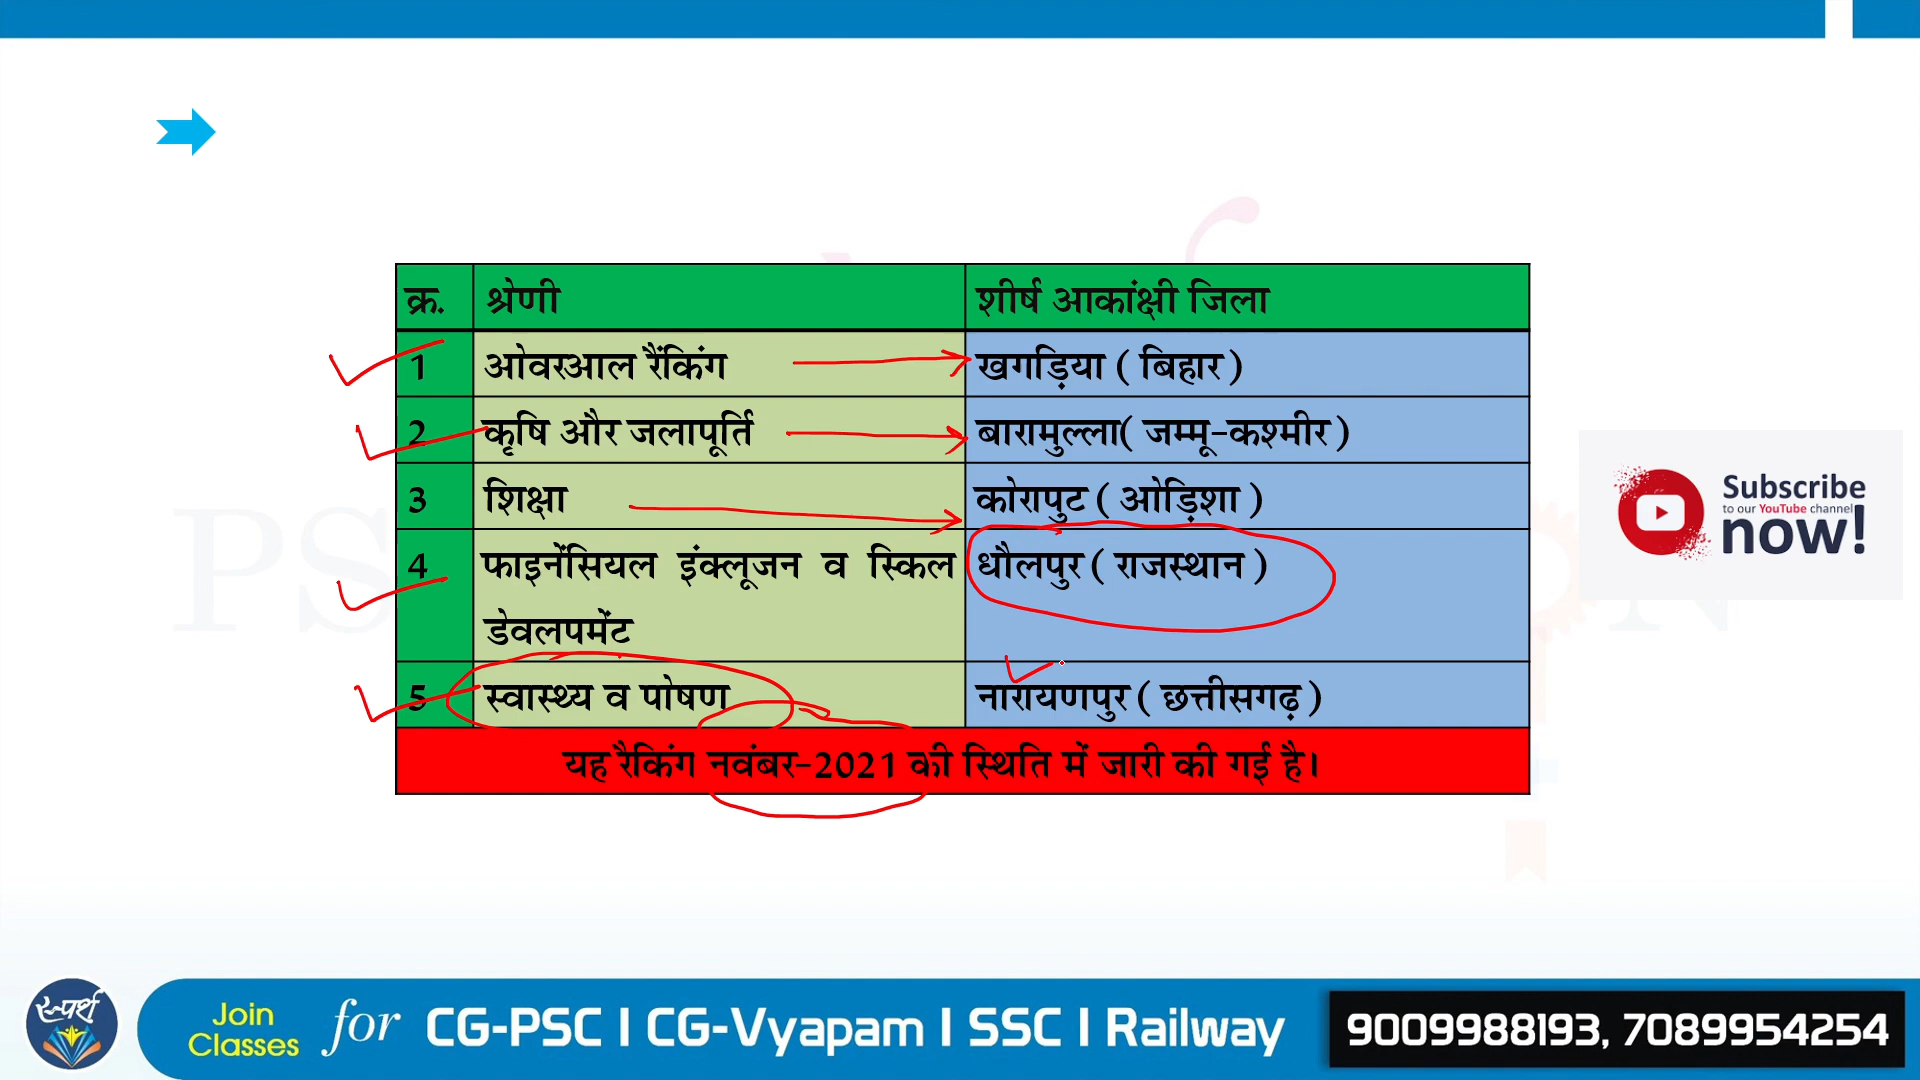 क्र. श्रेणी शीर्ष आकांक्षी जिला
1 ओवरआल रैंकिंग खगड़िया ( बिहार )
2 कृषि और जलापूर्ति बारामुल्ला( जम्मू-कश्मीर )
3 शिक्षा कोरापुट ( ओड़िशा )
4 फाइनेंसियल इंक्लूजन व स्किल धौलपुर ( राजस्थान )
डेवलपमेंट
5 स्वास्थ्य व पोषण नारायणपुर ( छत्तीसगढ़ )
यह रैकिंग नवंबर-2021 की स्थिति में जारी की गई है।
Subscribe
to our YouTube channel
now!
स्पर्श
Join
Classes
for CG-PSC I CG-Vyapam I SSC I Railway
9009988193, 7089954254